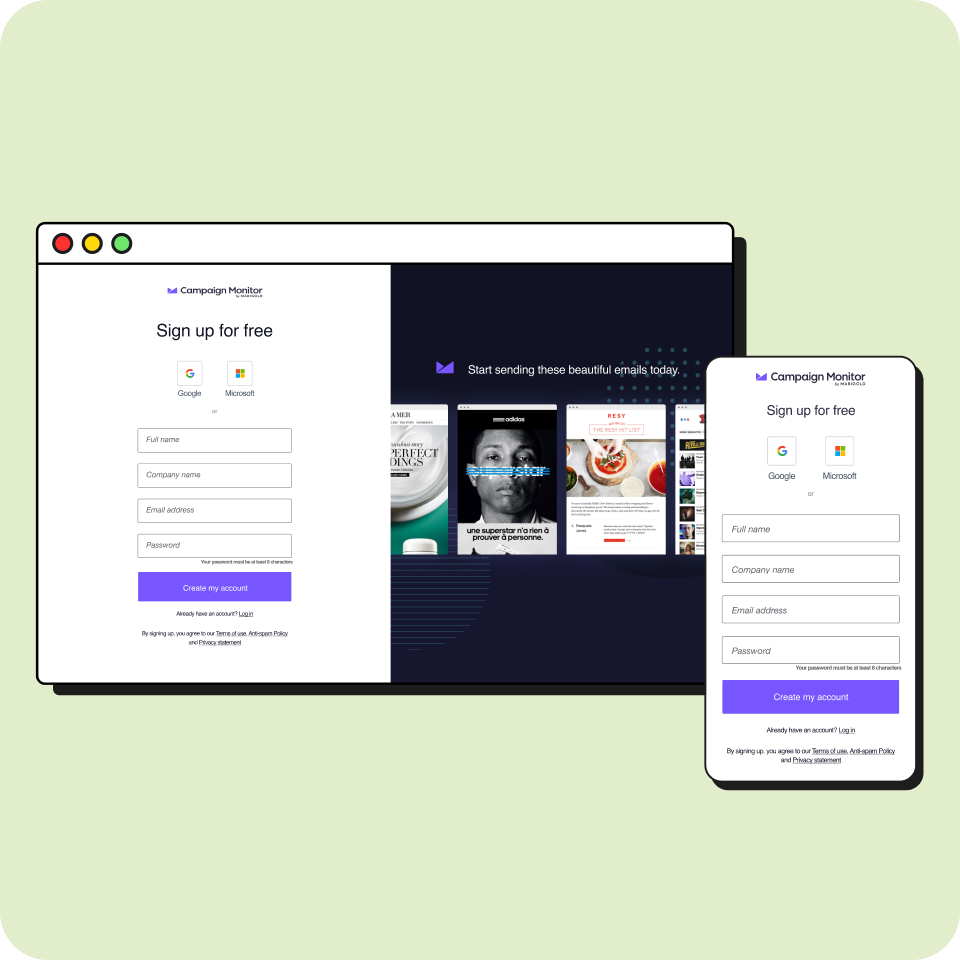 Campaign Monitor
by MARIGOLD
Sign up for free
Google
Microsoft
or
Full name
Company name
Email address
Password
Your password must be at least 8 characters
Create my account
Already have an account? Log in
By signing up, you agree to our Terms of use, Anti-spam Policy
and Privacy statement
Start sending these beautiful emails today.
A MER
PERFECT
DINGS
adidas
superstar
une superstar n'a rien à
prouver à personne.
RESY
THE RESY HIT LIST
Campaign Monitor
by MARIGOLD
Sign up for free
Google
Microsoft
or
Full name
Company name
Email address
Password
Your password must be at least 8 characters
Create my account
Already have an account? Log in
By signing up, you agree to our Terms of use, Anti-spam Policy
and Privacy statement